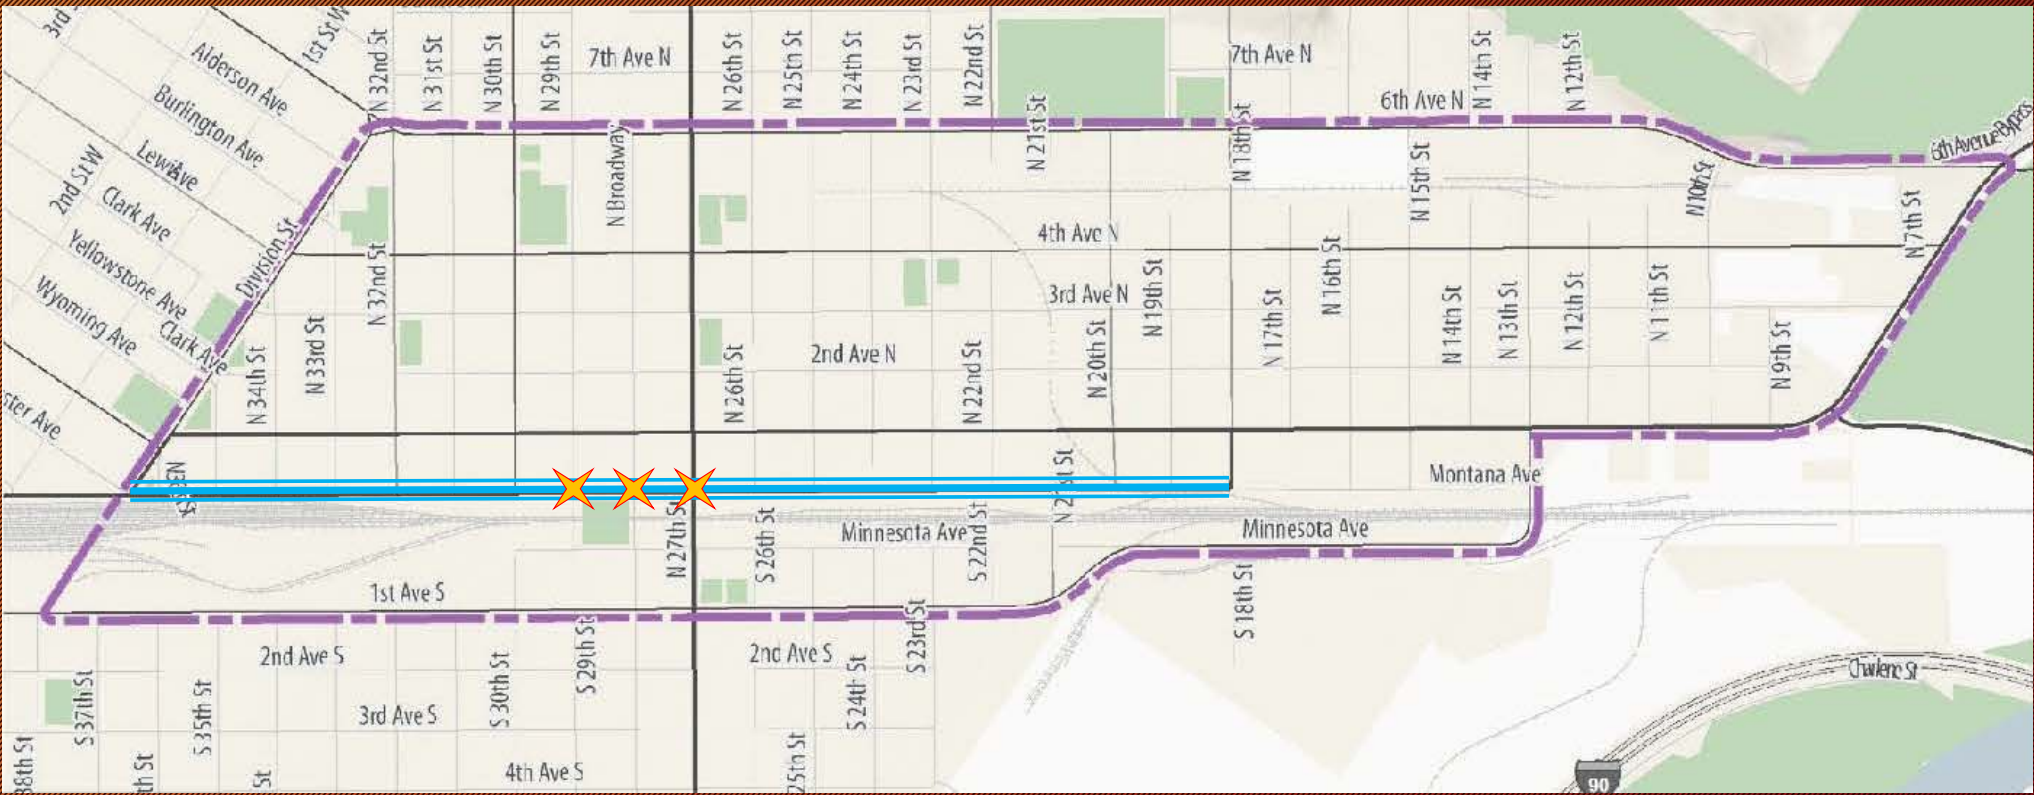 3rd
Alderson Ave
1st St W
N 32nd St
N 31st St
N 30th St
N 29th St
7th Ave N
N 26th St
N 25th St
N 24th St
N 23rd St
N 22nd St
7th Ave N
6th Ave N
N 14th St
N 12th St
Burlington Ave
Lewis Ave
2nd St W
Clark Ave
Yellowstone Ave
Wyoming Ave
Clark Ave
Division St
N Broadway
N 21st St
N 18th St
N 15th St
N 10th St
6th Avenue Bypass
N 7th St
4th Ave N
3rd Ave N
2nd Ave N
N 34th St
N 33rd St
N 32nd St
N 26th St
N 22nd St
N 20th St
N 19th St
N 17th St
N 16th St
N 14th St
N 13th St
N 12th St
N 11th St
N 9th St
ster Ave
N 21st St
Montana Ave
N 27th St
S 26th St
Minnesota Ave
S 22nd St
Minnesota Ave
1st Ave S
S 18th St
2nd Ave S
S 29th St
2nd Ave S
S 23rd St
S 37th St
S 35th St
3rd Ave S
S 30th St
S 24th St
Charlene St
38th St
th St
St
4th Ave S
25th St
90